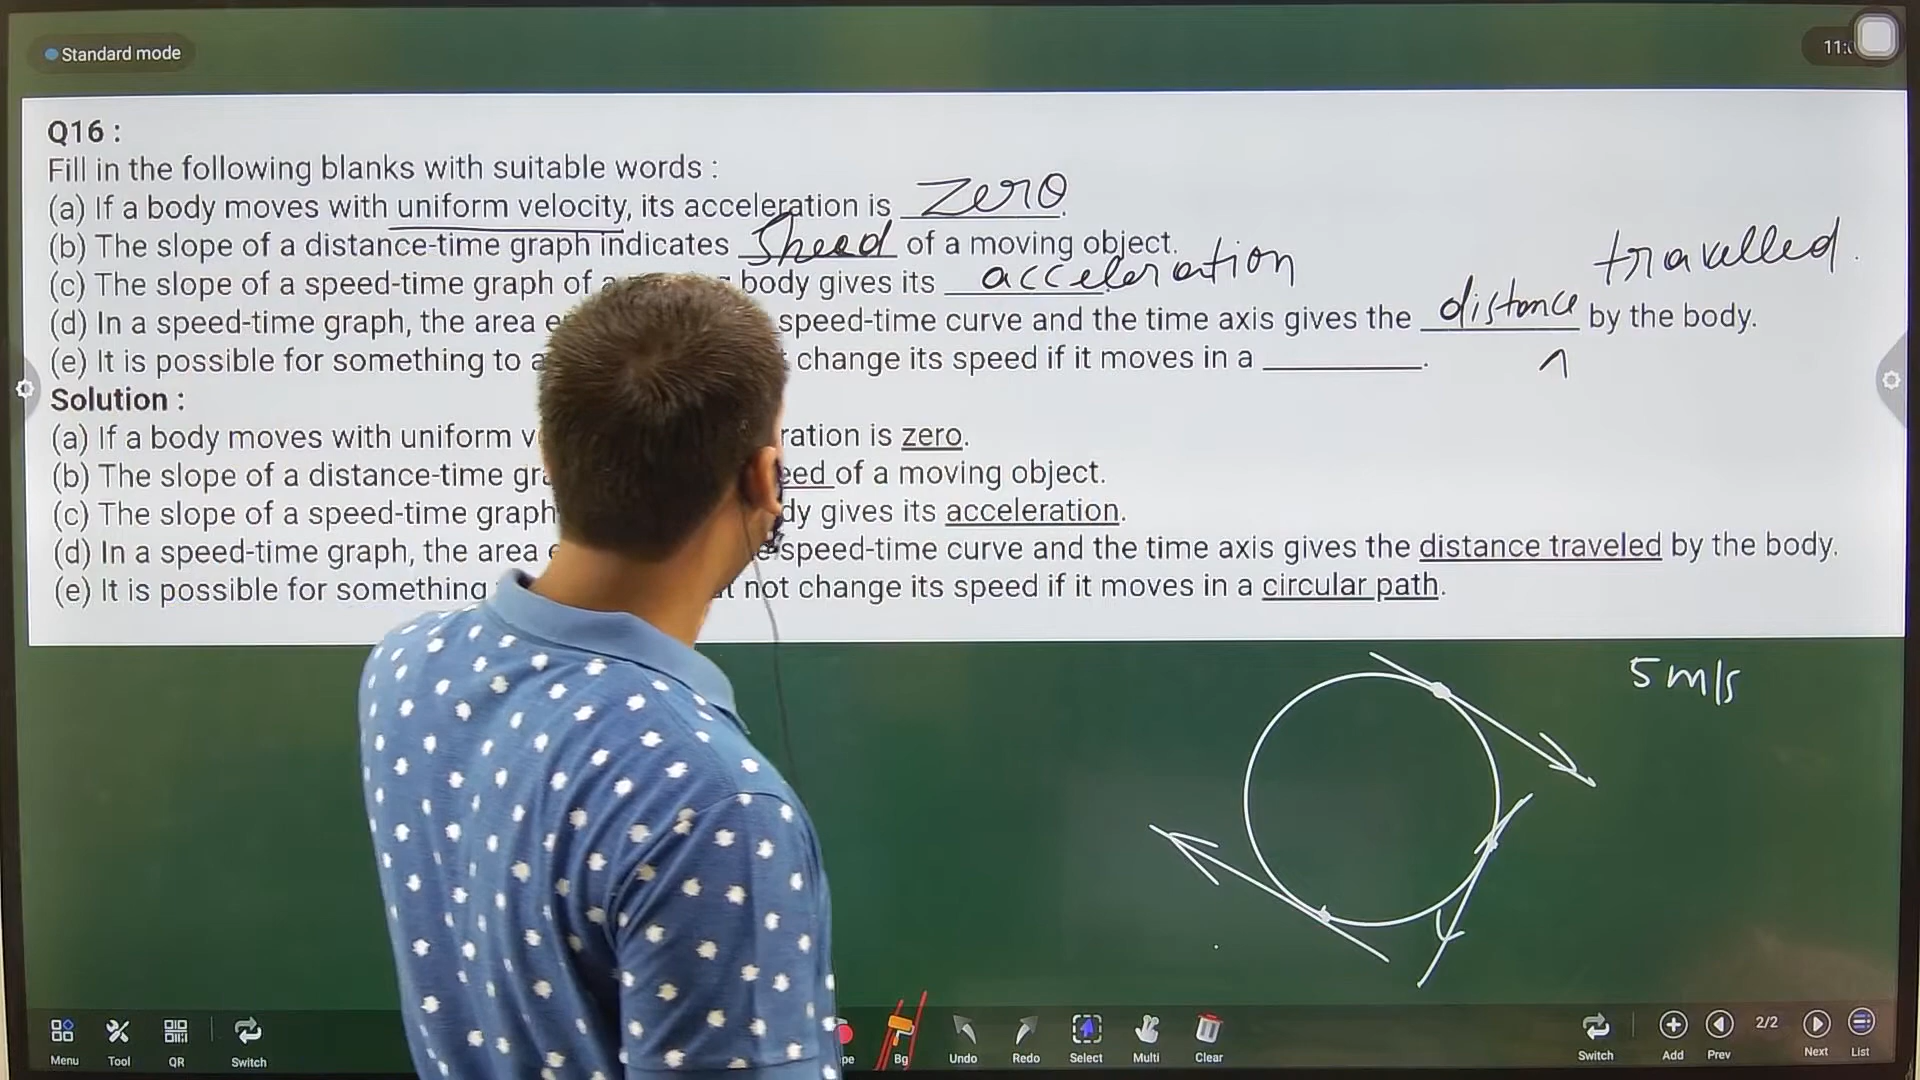 Standard mode
Q16 :
Fill in the following blanks with suitable words :
(a) If a body moves with uniform velocity, its acceleration is zero.
(b) The slope of a distance-time graph indicates Speed of a moving object.
travelled.
(c) The slope of a speed-time graph of body gives its acceleration
(d) In a speed-time graph, the area speed-time curve and the time axis gives the distance by the body.
(e) It is possible for something to change its speed if it moves in a ________.
Solution :
(a) If a body moves with uniform is zero.
(b) The slope of a distance-time of a moving object.
(c) The slope of a speed-time graph gives its acceleration.
(d) In a speed-time graph, the area speed-time curve and the time axis gives the distance traveled by the body.
(e) It is possible for something not change its speed if it moves in a circular path.
5 m/s
Menu Tool QR Switch Bg Undo Redo Select Multi Clear Switch Add Prev 2/2 Next List